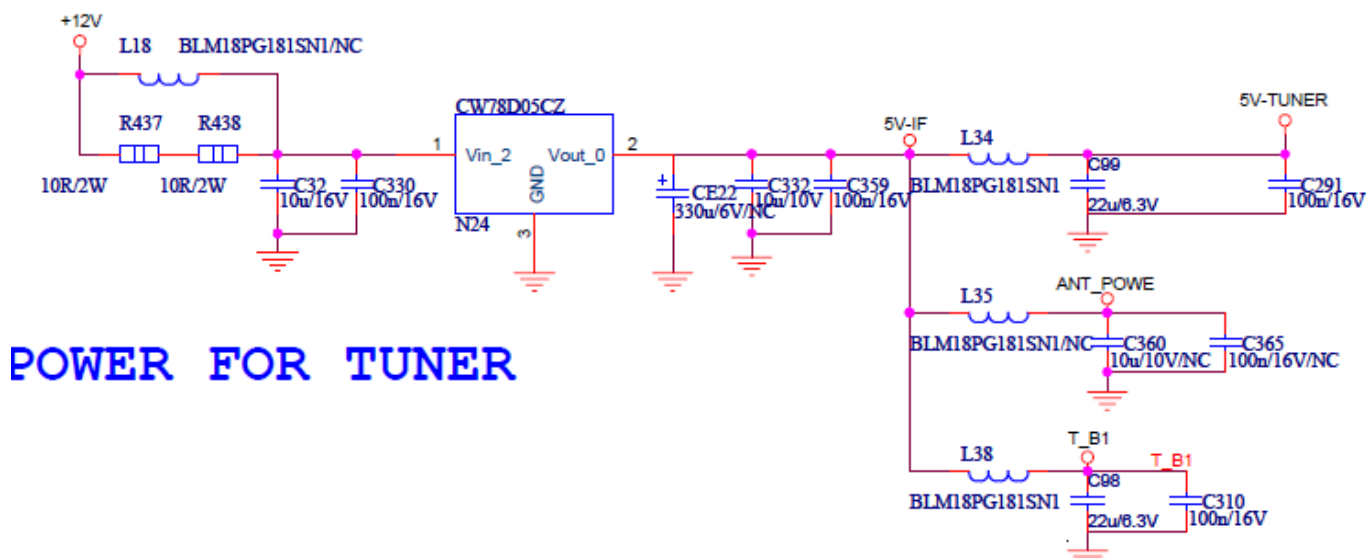 +12V
L18 BLM18PG181SN1/NC
R437 R438
10R/2W 10R/2W
C32
10u/16V
C330
100n/16V
CW78D05CZ
1 Vin_2 Vout_0 2
GND
3
N24
CE22
330u/6V/NC
C332
10u/10V
C359
100n/16V
5V-IF
L34
BLM18PG181SN1
C99
22u/6.3V
5V-TUNER
C291
100n/16V
ANT_POWE
L35
BLM18PG181SN1/NC
C360
10u/10V/NC
C365
100n/16V/NC
POWER FOR TUNER
T_B1
L38
BLM18PG181SN1
C98
22u/6.3V
T_B1
C310
100n/16V